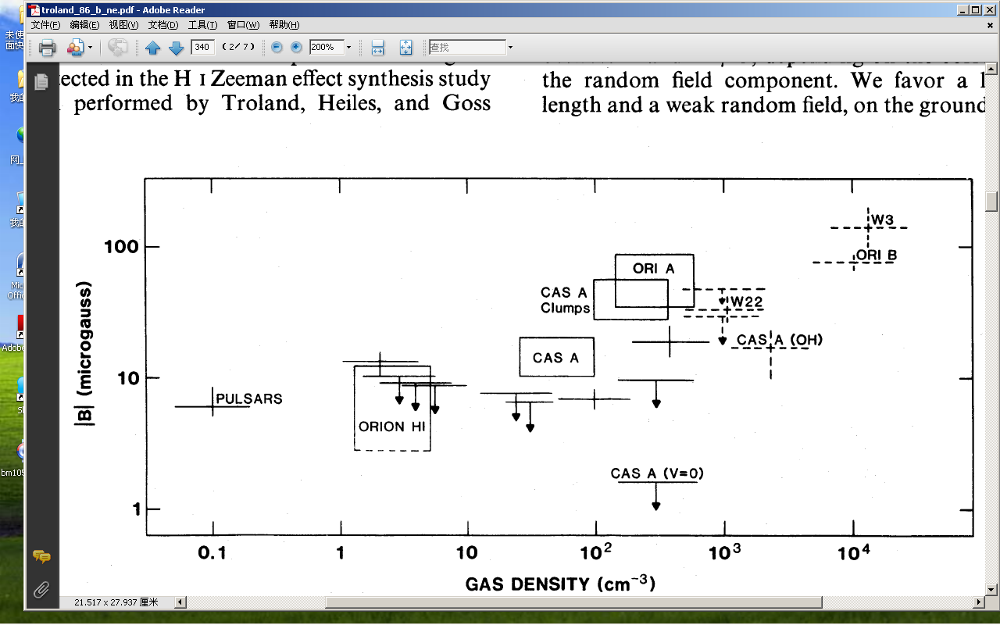 troland_86_b_ne.pdf - Adobe Reader
文件(F) 编辑(E) 视图(V) 文档(D) 工具(T) 窗口(W) 帮助(H)
340 (2 / 7) 200% 查找
tected in the H I Zeeman effect synthesis study
performed by Troland, Heiles, and Goss
the random field component. We favor a l
length and a weak random field, on the ground
W3
100
ORI B
ORI A
CAS A
Clumps
W22
CAS A (OH)
CAS A
10
PULSARS
ORION HI
CAS A (V=0)
1
|B| (microgauss)
0.1 1 10 10² 10³ 10⁴
GAS DENSITY (cm⁻³)
21.517 x 27.937 厘米